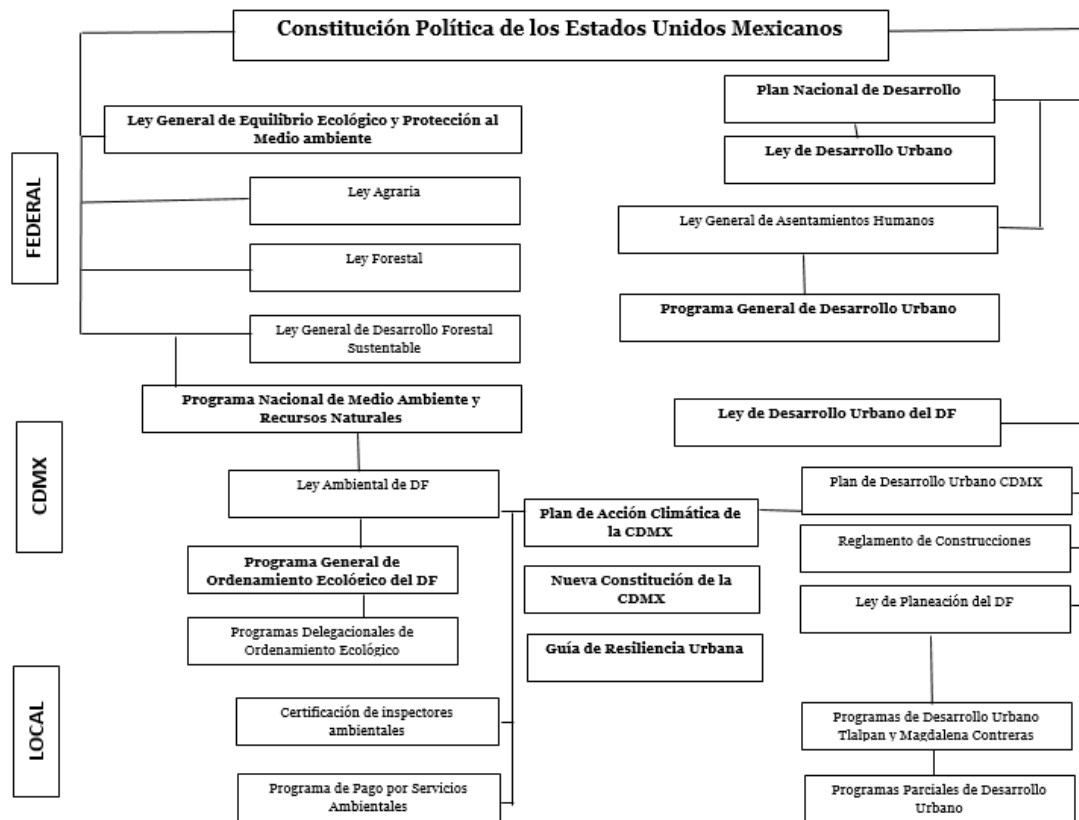 Constitución Política de los Estados Unidos Mexicanos
FEDERAL
Ley General de Equilibrio Ecológico y Protección al
Medio ambiente
Ley Agraria
Ley Forestal
Ley General de Desarrollo Forestal
Sustentable
Plan Nacional de Desarrollo
Ley de Desarrollo Urbano
Ley General de Asentamientos Humanos
Programa General de Desarrollo Urbano
Programa Nacional de Medio Ambiente y
Recursos Naturales
CDMX
Ley de Desarrollo Urbano del DF
Ley Ambiental de DF
Programa General de
Ordenamiento Ecológico del DF
Programas Delegacionales de
Ordenamiento Ecológico
Plan de Acción Climática de
la CDMX
Nueva Constitución de la
CDMX
Guía de Resiliencia Urbana
Plan de Desarrollo Urbano CDMX
Reglamento de Construcciones
Ley de Planeación del DF
LOCAL
Certificación de inspectores
ambientales
Programa de Pago por Servicios
Ambientales
Programas de Desarrollo Urbano
Tlalpan y Magdalena Contreras
Programas Parciales de Desarrollo
Urbano